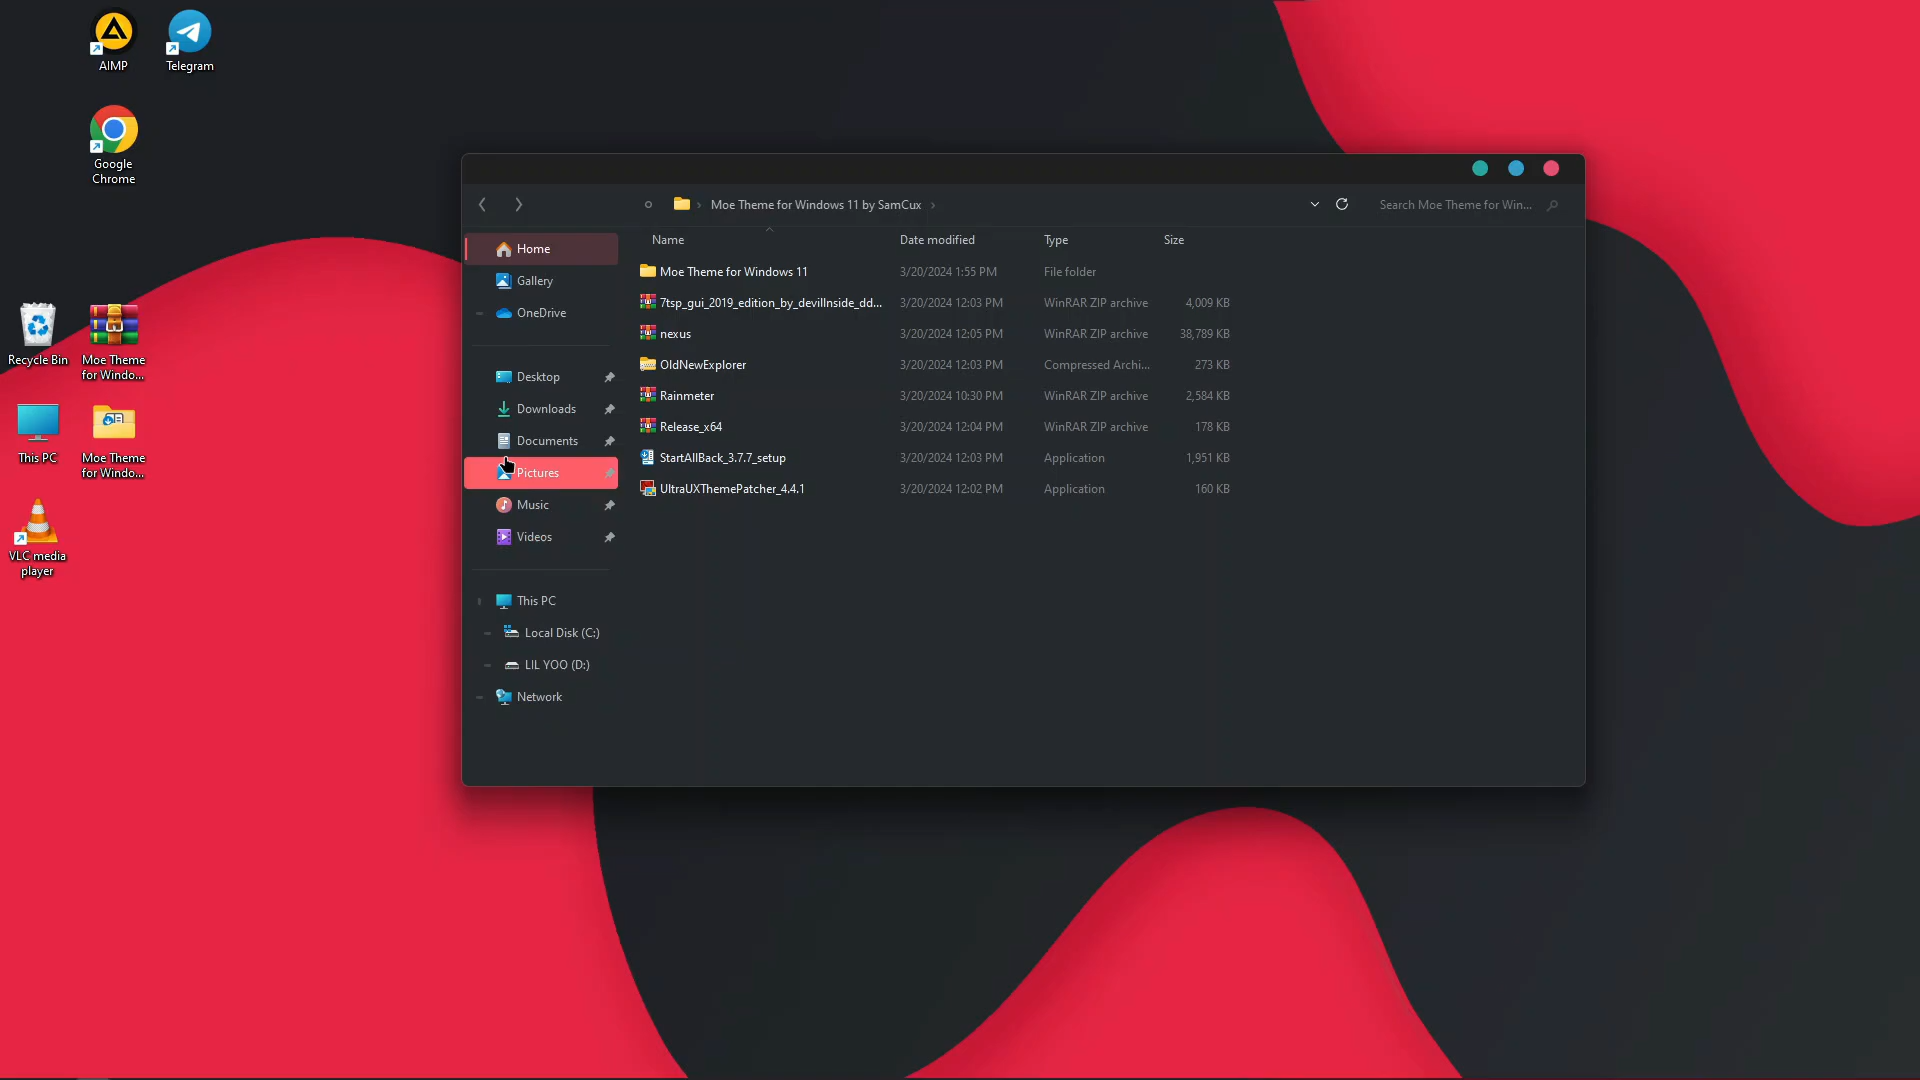 AIMP
Telegram
Google
Chrome
Recycle Bin
Moe Theme
for Windo...
This PC
Moe Theme
for Windo...
VLC media
player
Moe Theme for Windows 11 by SamCux
Search Moe Theme for Win...
Home
Gallery
OneDrive
Desktop
Downloads
Documents
Pictures
Music
Videos
This PC
Local Disk (C:)
LIL YOO (D:)
Network
Name Date modified Type Size
Moe Theme for Windows 11 3/20/2024 1:55 PM File folder
7tsp_gui_2019_edition_by_devillnside_dd... 3/20/2024 12:03 PM WinRAR ZIP archive 4,009 KB
nexus 3/20/2024 12:05 PM WinRAR ZIP archive 38,789 KB
OldNewExplorer 3/20/2024 12:03 PM Compressed Archi... 273 KB
Rainmeter 3/20/2024 10:30 PM WinRAR ZIP archive 2,584 KB
Release_x64 3/20/2024 12:04 PM WinRAR ZIP archive 178 KB
StartAllBack_3.7.7_setup 3/20/2024 12:03 PM Application 1,951 KB
UltraUXThemePatcher_4.4.1 3/20/2024 12:02 PM Application 160 KB